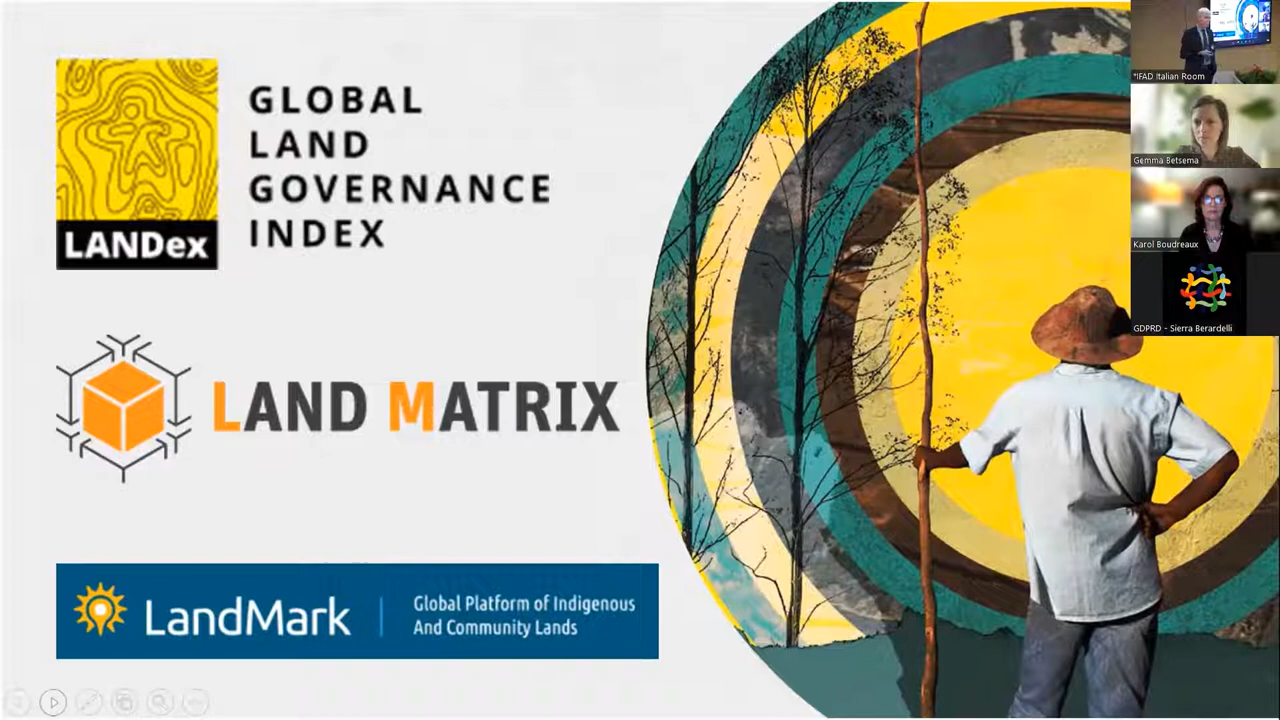 GLOBAL
LAND
GOVERNANCE
INDEX
LANDex
LAND MATRIX
LandMark
Global Platform of Indigenous
And Community Lands
*IFAD Italian Room
Gemma Betsema
Karol Boudreaux
GDPRD - Sierra Berardelli